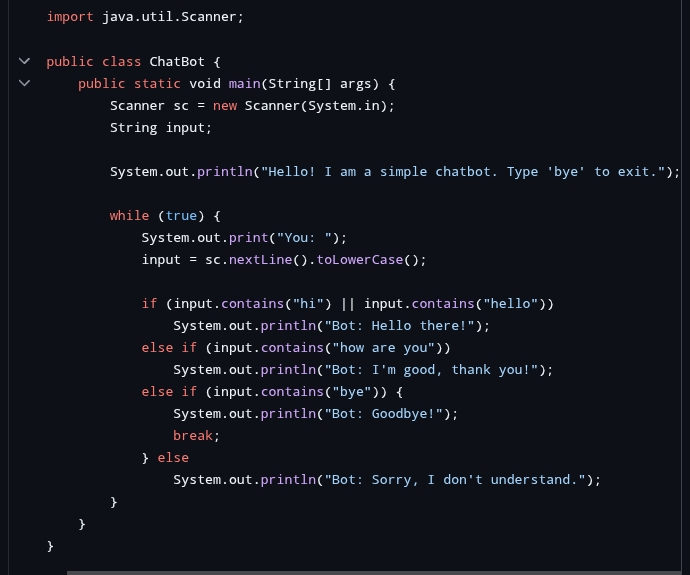 import java.util.Scanner;
public class ChatBot {
public static void main(String[] args) {
Scanner sc = new Scanner(System.in);
String input;
System.out.println("Hello! I am a simple chatbot. Type 'bye' to exit.");
while (true) {
System.out.print("You: ");
input = sc.nextLine().toLowerCase();
if (input.contains("hi") || input.contains("hello"))
System.out.println("Bot: Hello there!");
else if (input.contains("how are you"))
System.out.println("Bot: I'm good, thank you!");
else if (input.contains("bye")) {
System.out.println("Bot: Goodbye!");
break;
} else
System.out.println("Bot: Sorry, I don't understand.");
}
}
}